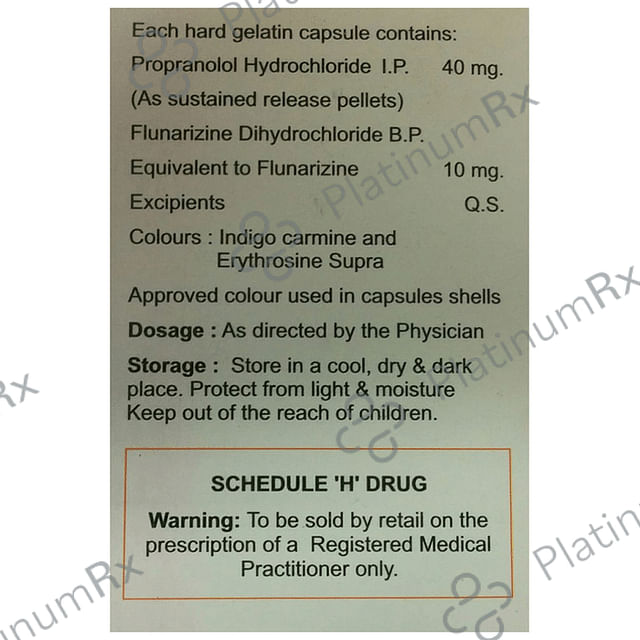 Each hard gelatin capsule contains:
Propranolol Hydrochloride I.P. 40 mg.
(As sustained release pellets)
Flunarizine Dihydrochloride B.P.
Equivalent to Flunarizine 10 mg.
Excipients Q.S.
Colours : Indigo carmine and
Erythrosine Supra
Approved colour used in capsules shells
Dosage : As directed by the Physician
Storage : Store in a cool, dry & dark
place. Protect from light & moisture
Keep out of the reach of children.
SCHEDULE 'H' DRUG
Warning: To be sold by retail on the
prescription of a Registered Medical
Practitioner only.
PlatinumRx
PlatinumRx